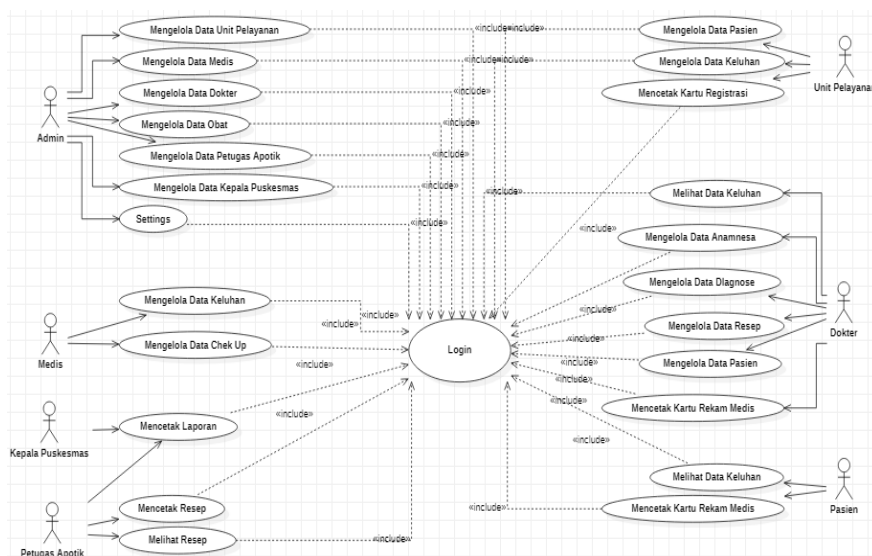 Mengelola Data Unit Pelayanan
«include»
«include»
Mengelola Data Pasien
Mengelola Data Medis
«include»
«include»
Mengelola Data Keluhan
Unit Pelayanan
Mengelola Data Dokter
«include»
Mencetak Kartu Registrasi
Admin
Mengelola Data Obat
«include»
Mengelola Data Petugas Apotik
«include»
Mengelola Data Kepala Puskesmas
«include»
«include»
Melihat Data Keluhan
Settings
«include»
«include»
Mengelola Data Anamnesa
Mengelola Data DIagnose
Mengelola Data Keluhan
«include»
«include»
Mengelola Data Resep
Dokter
Medis
Mengelola Data Chek Up
Login
«include»
«include»
Mengelola Data Pasien
«include»
«include»
Mencetak Kartu Rekam Medis
Mencetak Laporan
«include»
«include»
Kepala Puskesmas
Melihat Data Keluhan
Mencetak Resep
«include»
Mencetak Kartu Rekam Medis
Pasien
Melihat Resep
«include»
Petugas Apotik